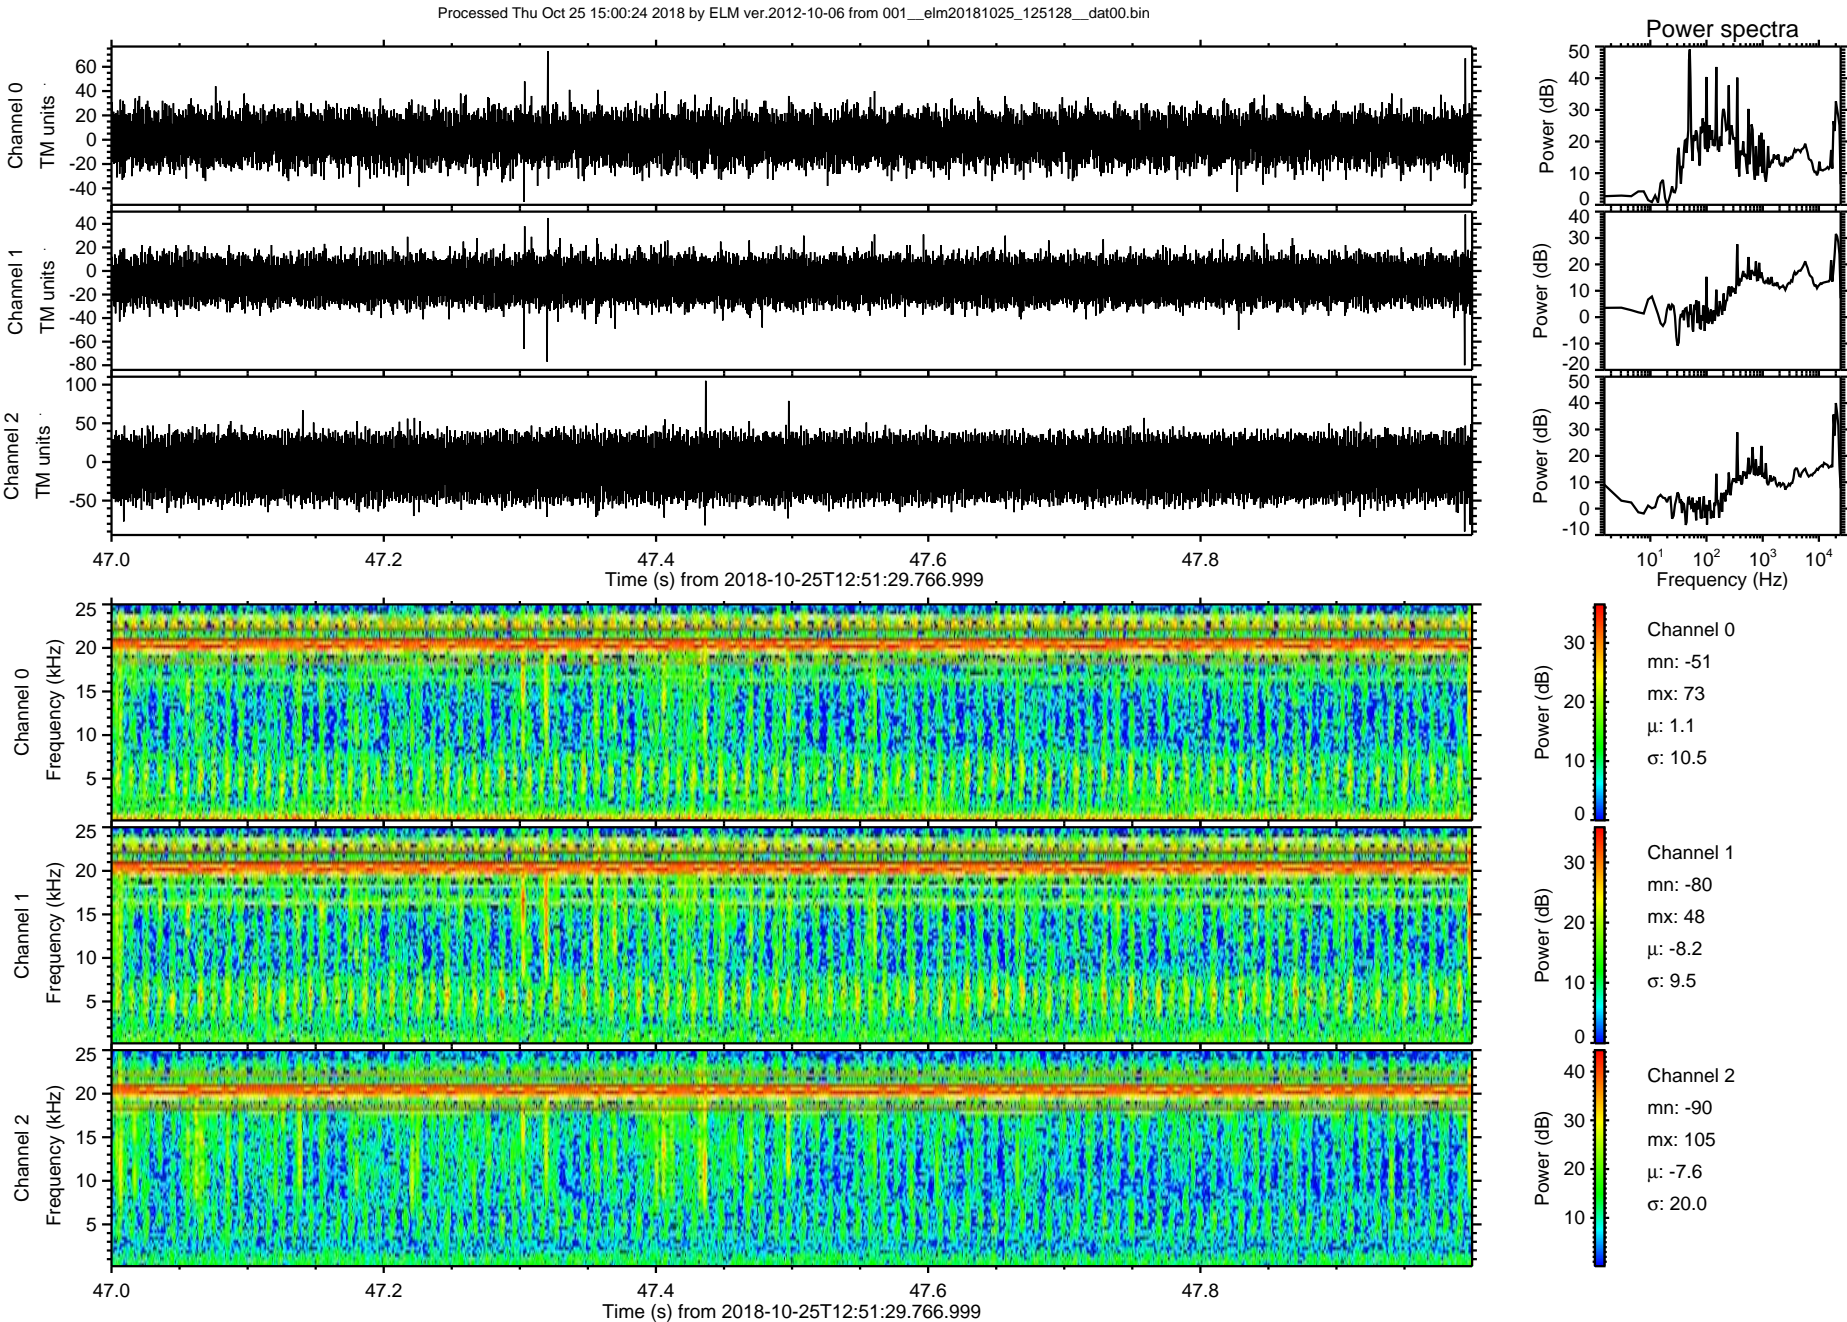 Processed Thu Oct 25 15:00:24 2018 by ELM ver.2012-10-06 from 001__elm20181025_125128__dat00.bin
Power spectra
Channel 0
TM units
60
40
20
0
-20
-40
Power (dB)
50
40
30
20
10
0
Channel 1
TM units
40
20
0
-20
-40
-60
-80
Power (dB)
40
30
20
10
0
-10
-20
Channel 2
TM units
100
50
0
-50
Power (dB)
50
40
30
20
10
0
-10
47.0 47.2 47.4 47.6 47.8
Time (s) from 2018-10-25T12:51:29.766.999
10¹ 10² 10³ 10⁴
Frequency (Hz)
Channel 0
Frequency (kHz)
25
20
15
10
5
Power (dB)
30
20
10
0
Channel 0
mn: -51
mx: 73
μ: 1.1
σ: 10.5
Channel 1
Frequency (kHz)
25
20
15
10
5
Power (dB)
30
20
10
0
Channel 1
mn: -80
mx: 48
μ: -8.2
σ: 9.5
Channel 2
Frequency (kHz)
25
20
15
10
5
Power (dB)
40
30
20
10
Channel 2
mn: -90
mx: 105
μ: -7.6
σ: 20.0
47.0 47.2 47.4 47.6 47.8
Time (s) from 2018-10-25T12:51:29.766.999